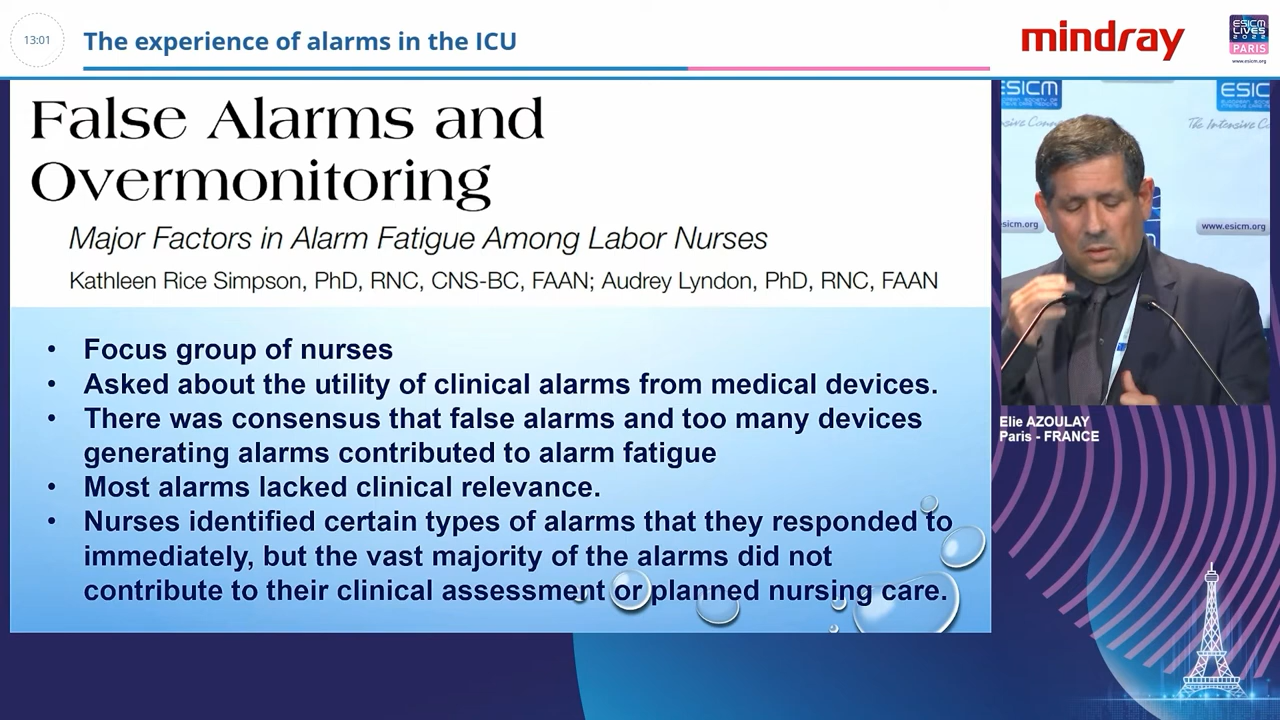 13:01
The experience of alarms in the ICU
mindray
ESICM
LIVES
2022
PARIS
www.esicm.org
False Alarms and
Overmonitoring
Major Factors in Alarm Fatigue Among Labor Nurses
Kathleen Rice Simpson, PhD, RNC, CNS-BC, FAAN; Audrey Lyndon, PhD, RNC, FAAN
• Focus group of nurses
• Asked about the utility of clinical alarms from medical devices.
• There was consensus that false alarms and too many devices
generating alarms contributed to alarm fatigue
• Most alarms lacked clinical relevance.
• Nurses identified certain types of alarms that they responded to
immediately, but the vast majority of the alarms did not
contribute to their clinical assessment or planned nursing care.
ESICM
ESIC
The Intensive C
esicm.org
www.esicm.org
Elie AZOULAY
Paris - FRANCE